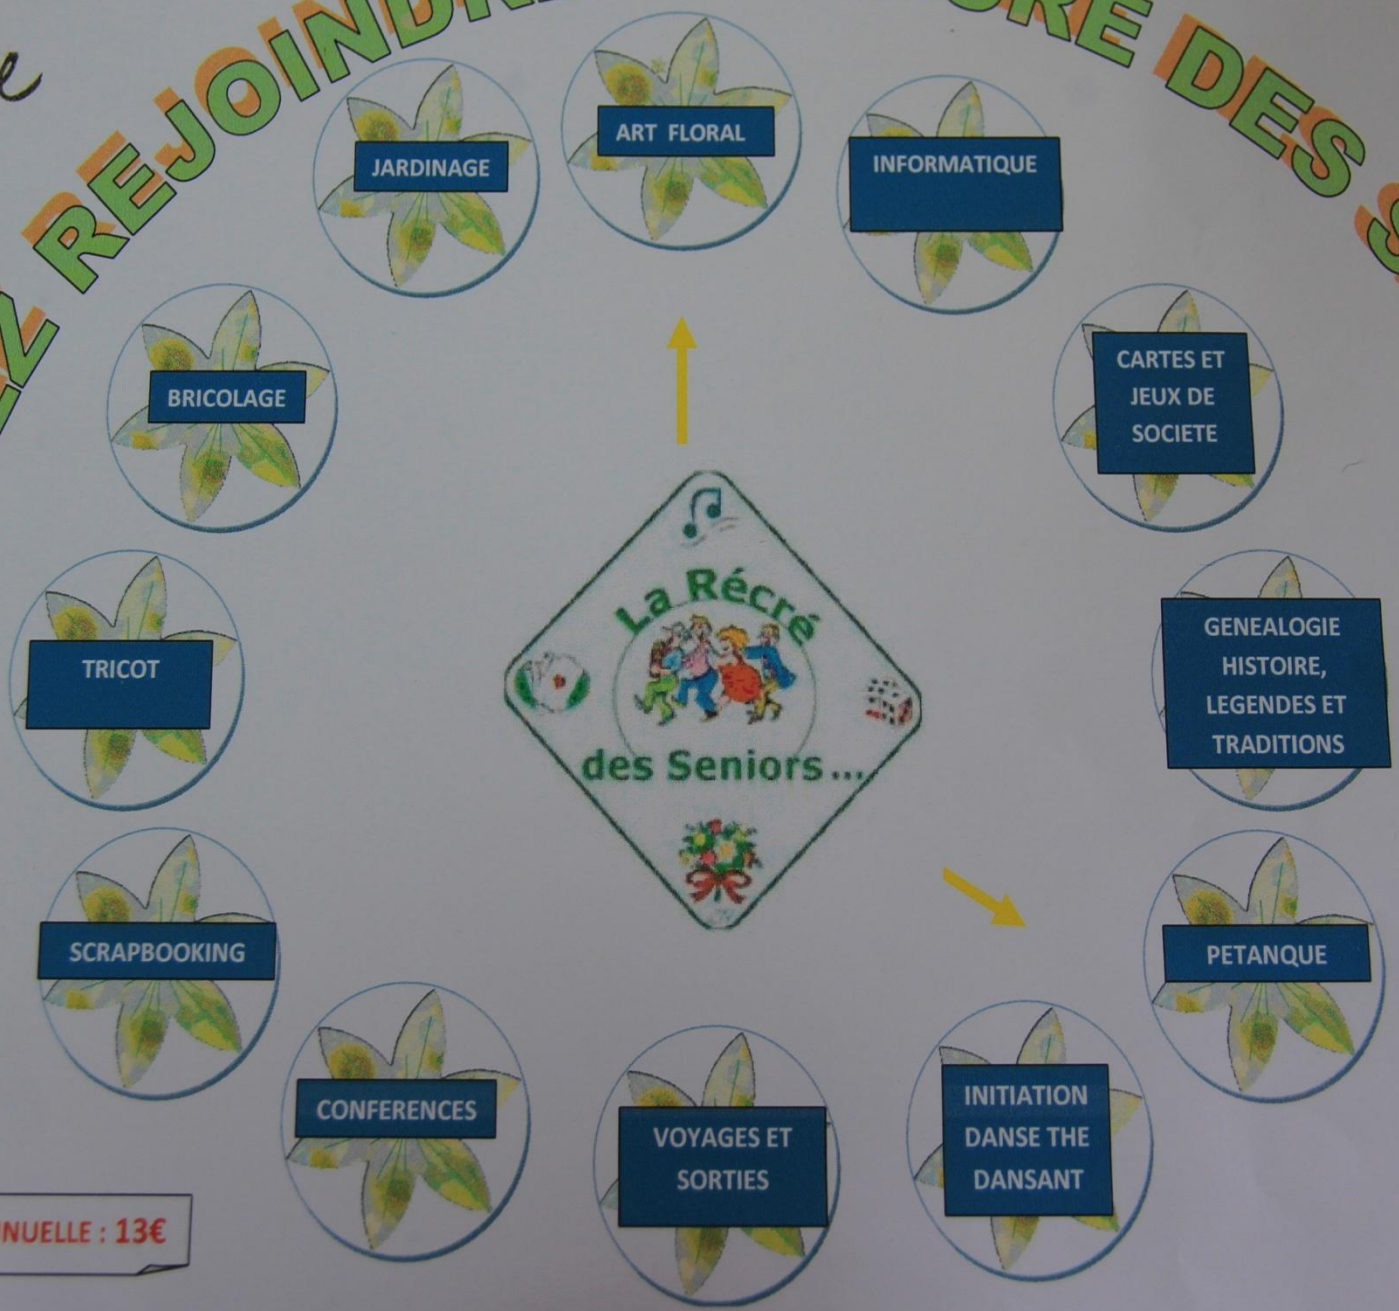 REJOINDRE
DES
ART FLORAL
JARDINAGE
INFORMATIQUE
BRICOLAGE
CARTES ET
JEUX DE
SOCIETE
La Récré
des Seniors...
TRICOT
GENEALOGIE
HISTOIRE,
LEGENDES ET
TRADITIONS
SCRAPBOOKING
PETANQUE
CONFERENCES
VOYAGES ET
SORTIES
INITIATION
DANSE THE
DANSANT
NUELLE : 13€